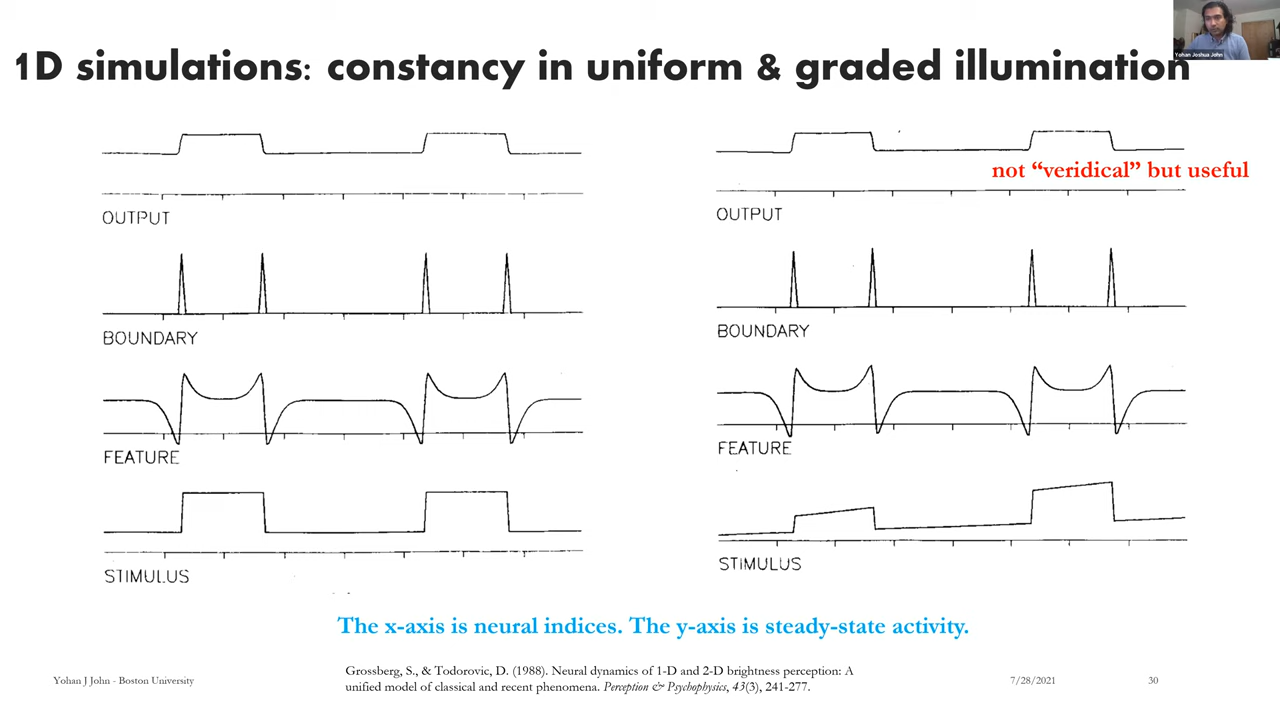 1D simulations: constancy in uniform & graded illumination
Yohan Joshua John
OUTPUT
BOUNDARY
FEATURE
STIMULUS
not “veridical” but useful
OUTPUT
BOUNDARY
FEATURE
STIMULUS
The x-axis is neural indices. The y-axis is steady-state activity.
Yohan J John - Boston University
Grossberg, S., & Todorovic, D. (1988). Neural dynamics of 1-D and 2-D brightness perception: A
unified model of classical and recent phenomena. Perception & Psychophysics, 43(3), 241-277.
7/28/2021
30